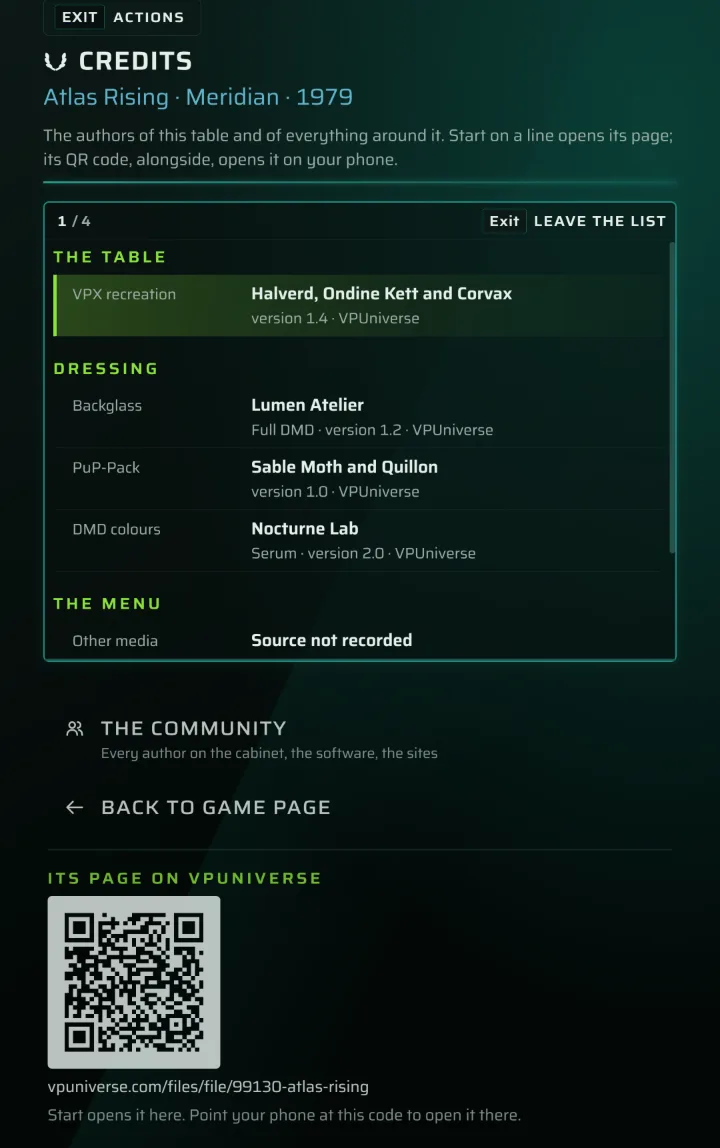 EXIT ACTIONS
CREDITS
Atlas Rising · Meridian · 1979
The authors of this table and of everything around it. Start on a line opens its page;
its QR code, alongside, opens it on your phone.
1 / 4 Exit LEAVE THE LIST
THE TABLE
VPX recreation Halverd, Ondine Kett and Corvax
version 1.4 · VPUniverse
DRESSING
Backglass Lumen Atelier
Full DMD · version 1.2 · VPUniverse
PuP-Pack Sable Moth and Quillon
version 1.0 · VPUniverse
DMD colours Nocturne Lab
Serum · version 2.0 · VPUniverse
THE MENU
Other media Source not recorded
THE COMMUNITY
Every author on the cabinet, the software, the sites
BACK TO GAME PAGE
ITS PAGE ON VPUNIVERSE
vpuniverse.com/files/file/99130-atlas-rising
Start opens it here. Point your phone at this code to open it there.